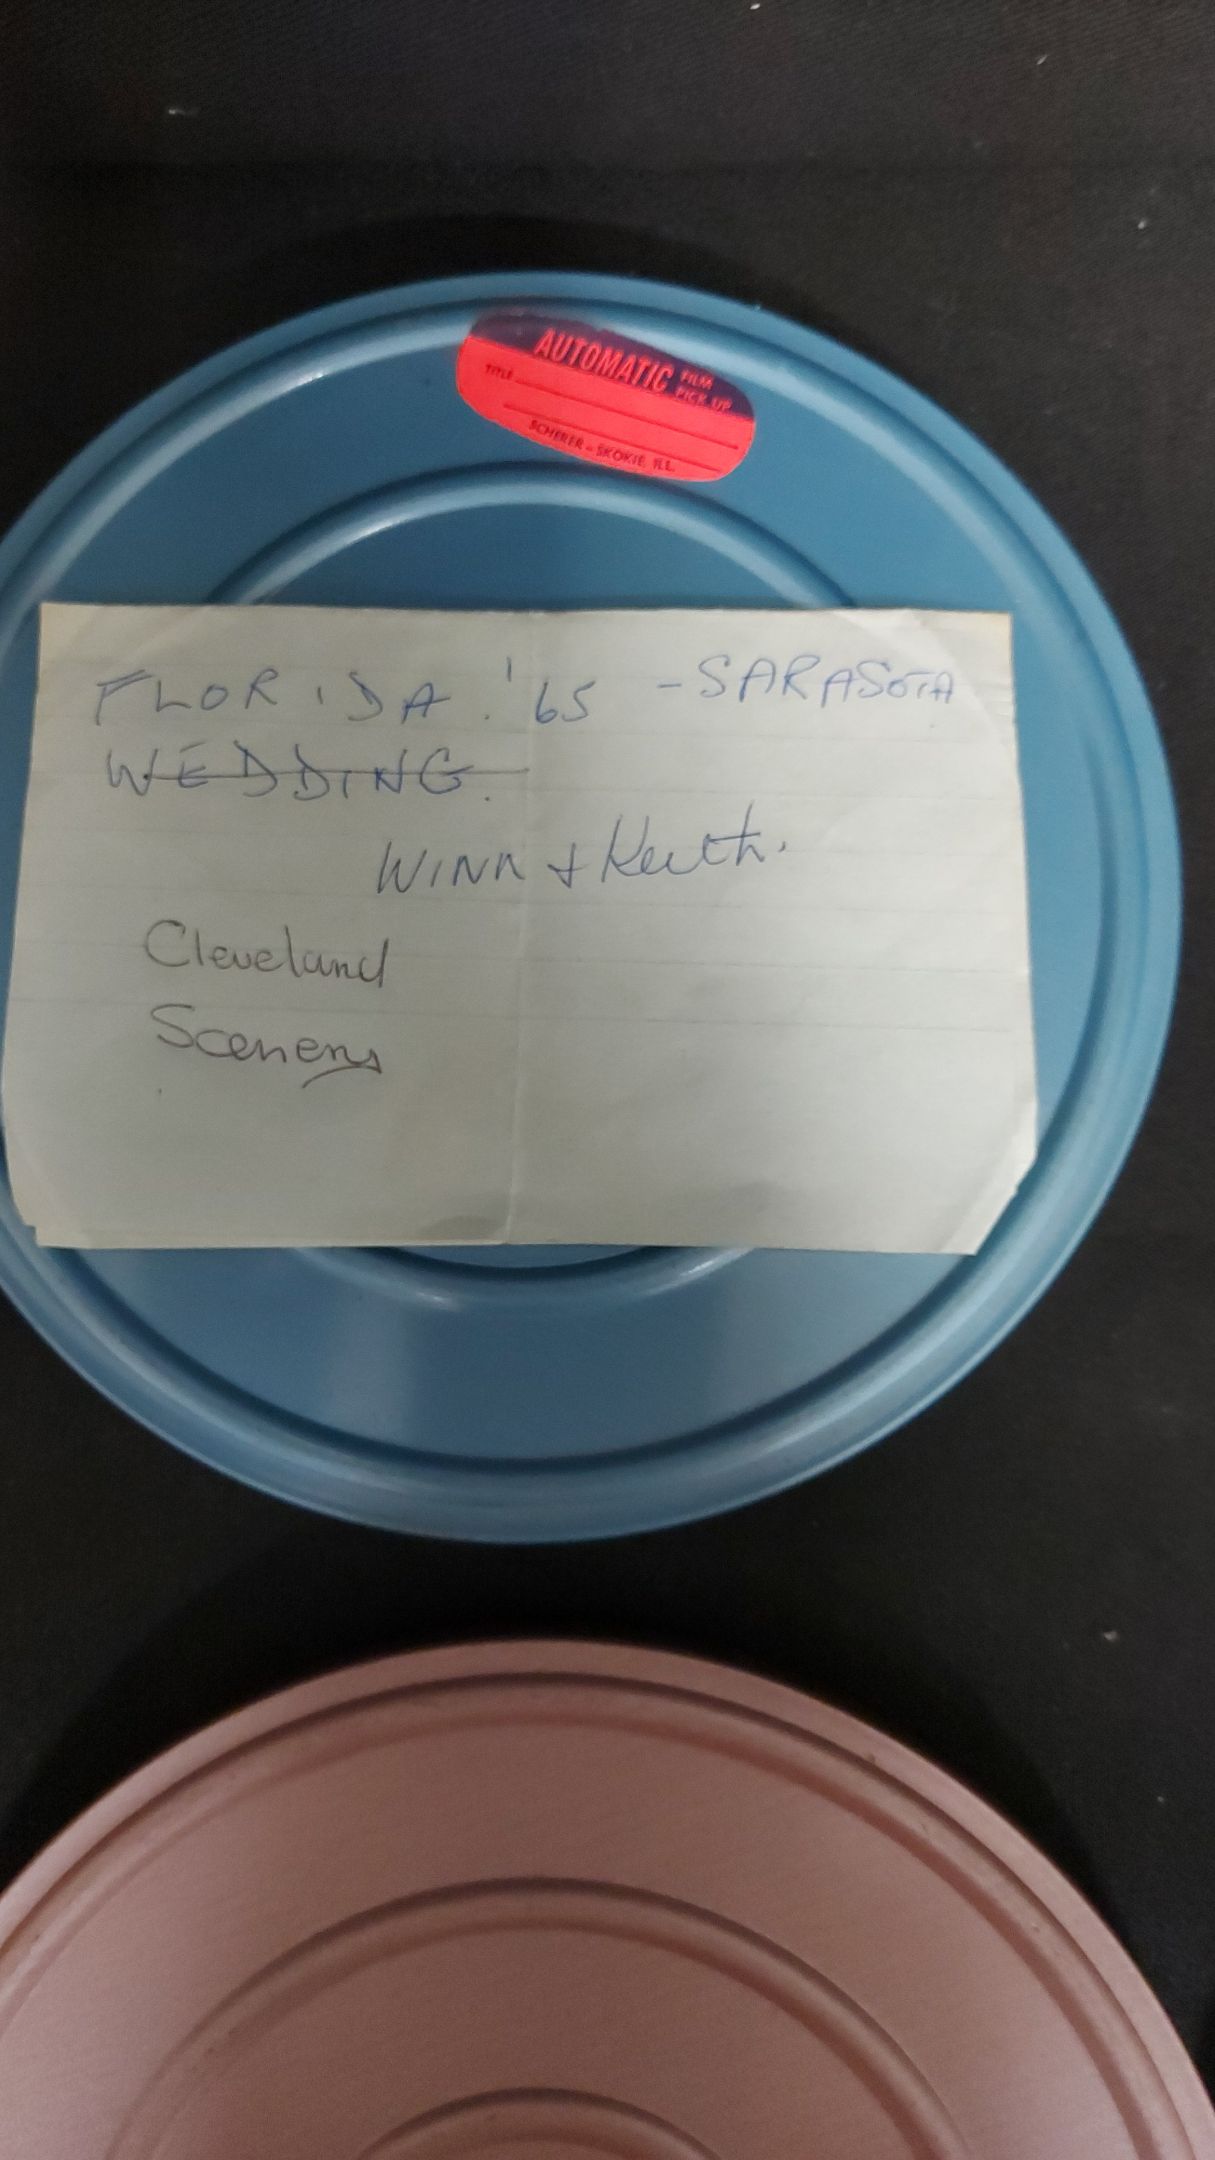 AUTOMATIC FILM PICK-UP
TITLE
SCHERER - SKOKIE ILL.
FLORIDA. '65 - SARASOTA
WEDDING.
WINN + Keith.
Cleveland
Scenery